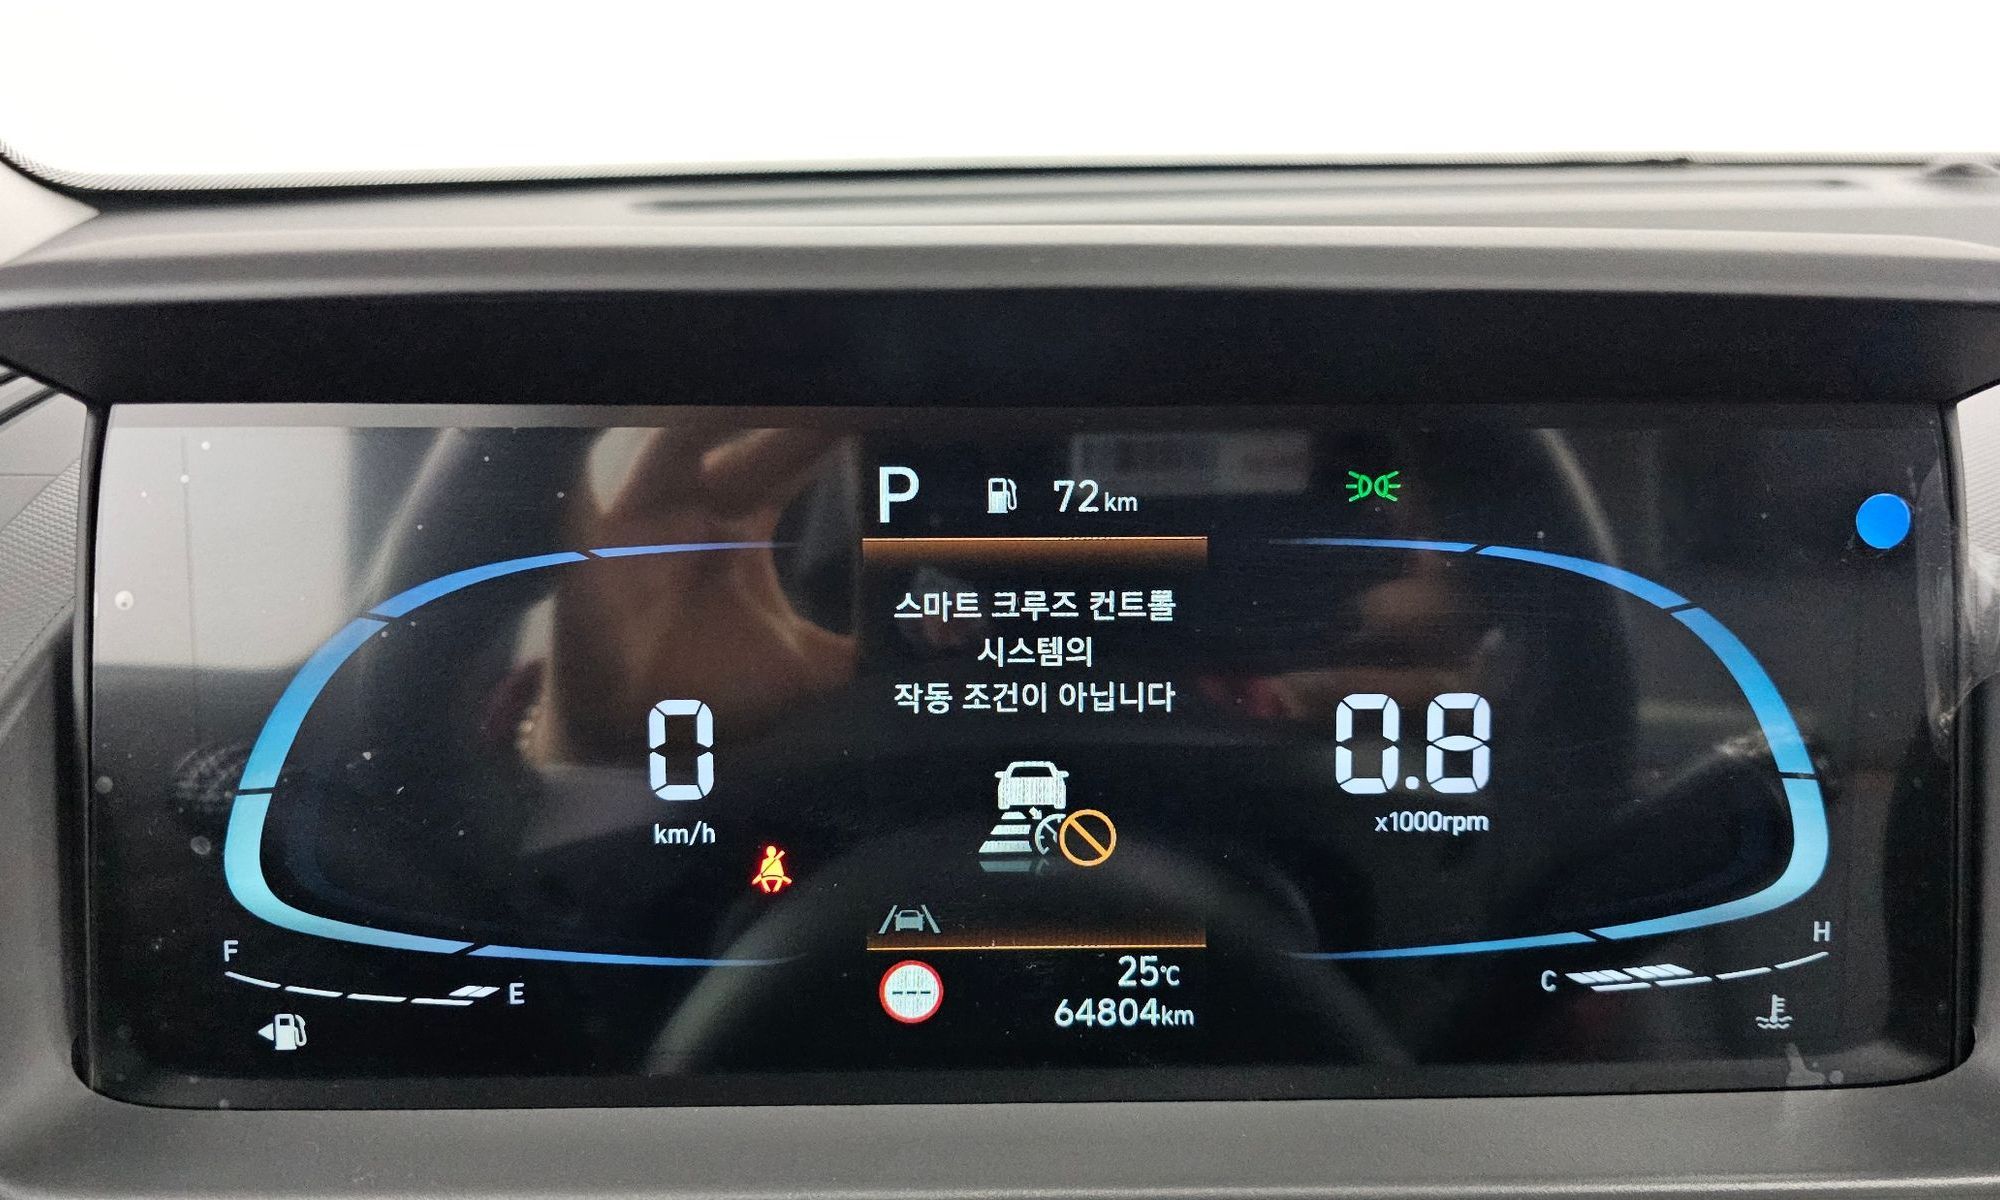 P 72km
스마트 크루즈 컨트롤
시스템의
작동 조건이 아닙니다
0
km/h
0.8
x1000rpm
F
E
C
H
25℃
64804km